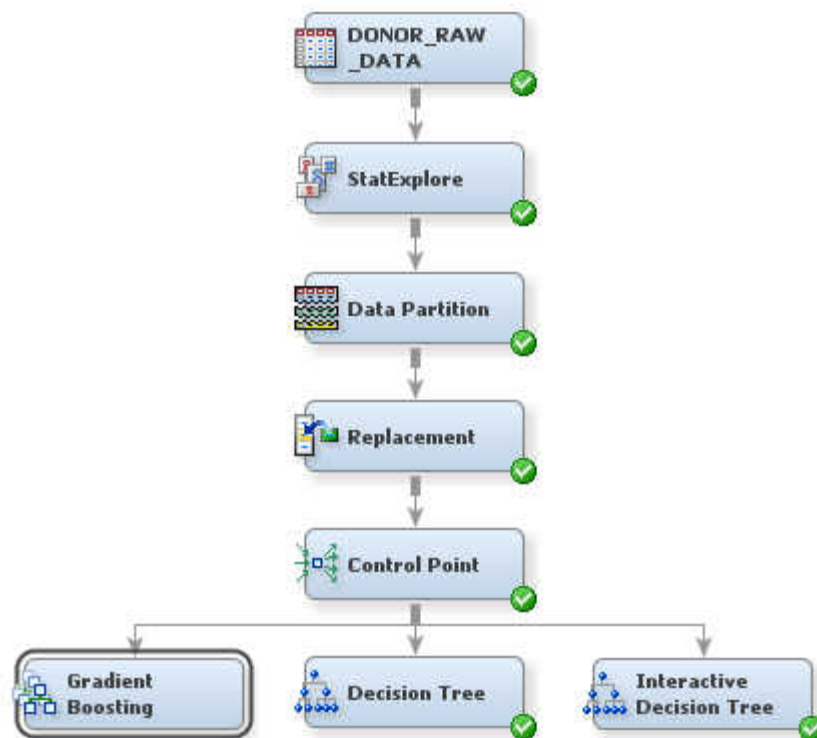 DONOR_RAW
_DATA
StatExplore
Data Partition
Replacement
Control Point
Gradient
Boosting
Decision Tree
Interactive
Decision Tree